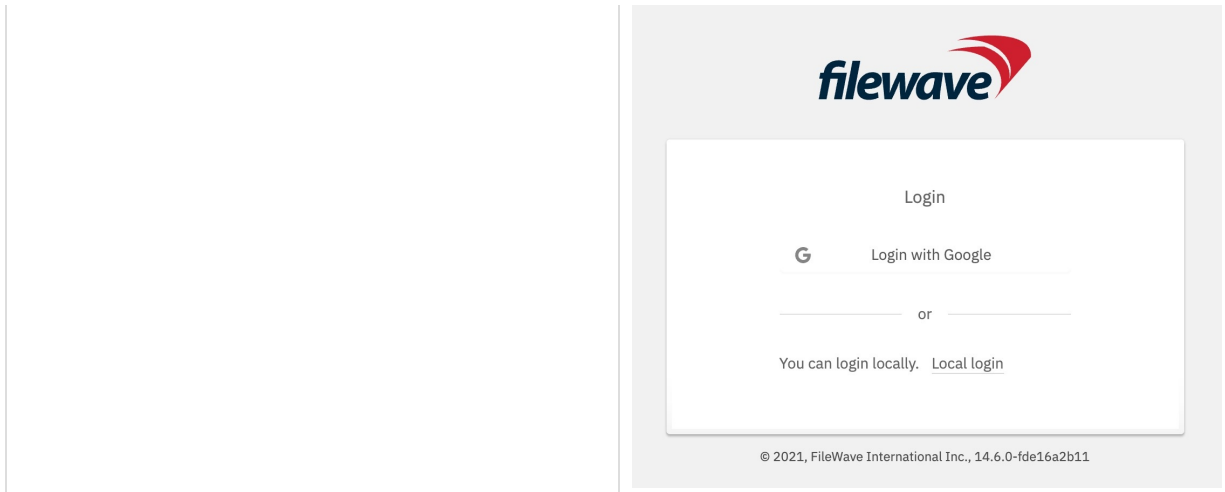 filewave
Login
Login with Google
or
You can login locally. Local login
© 2021, FileWave International Inc., 14.6.0-fde16a2b11